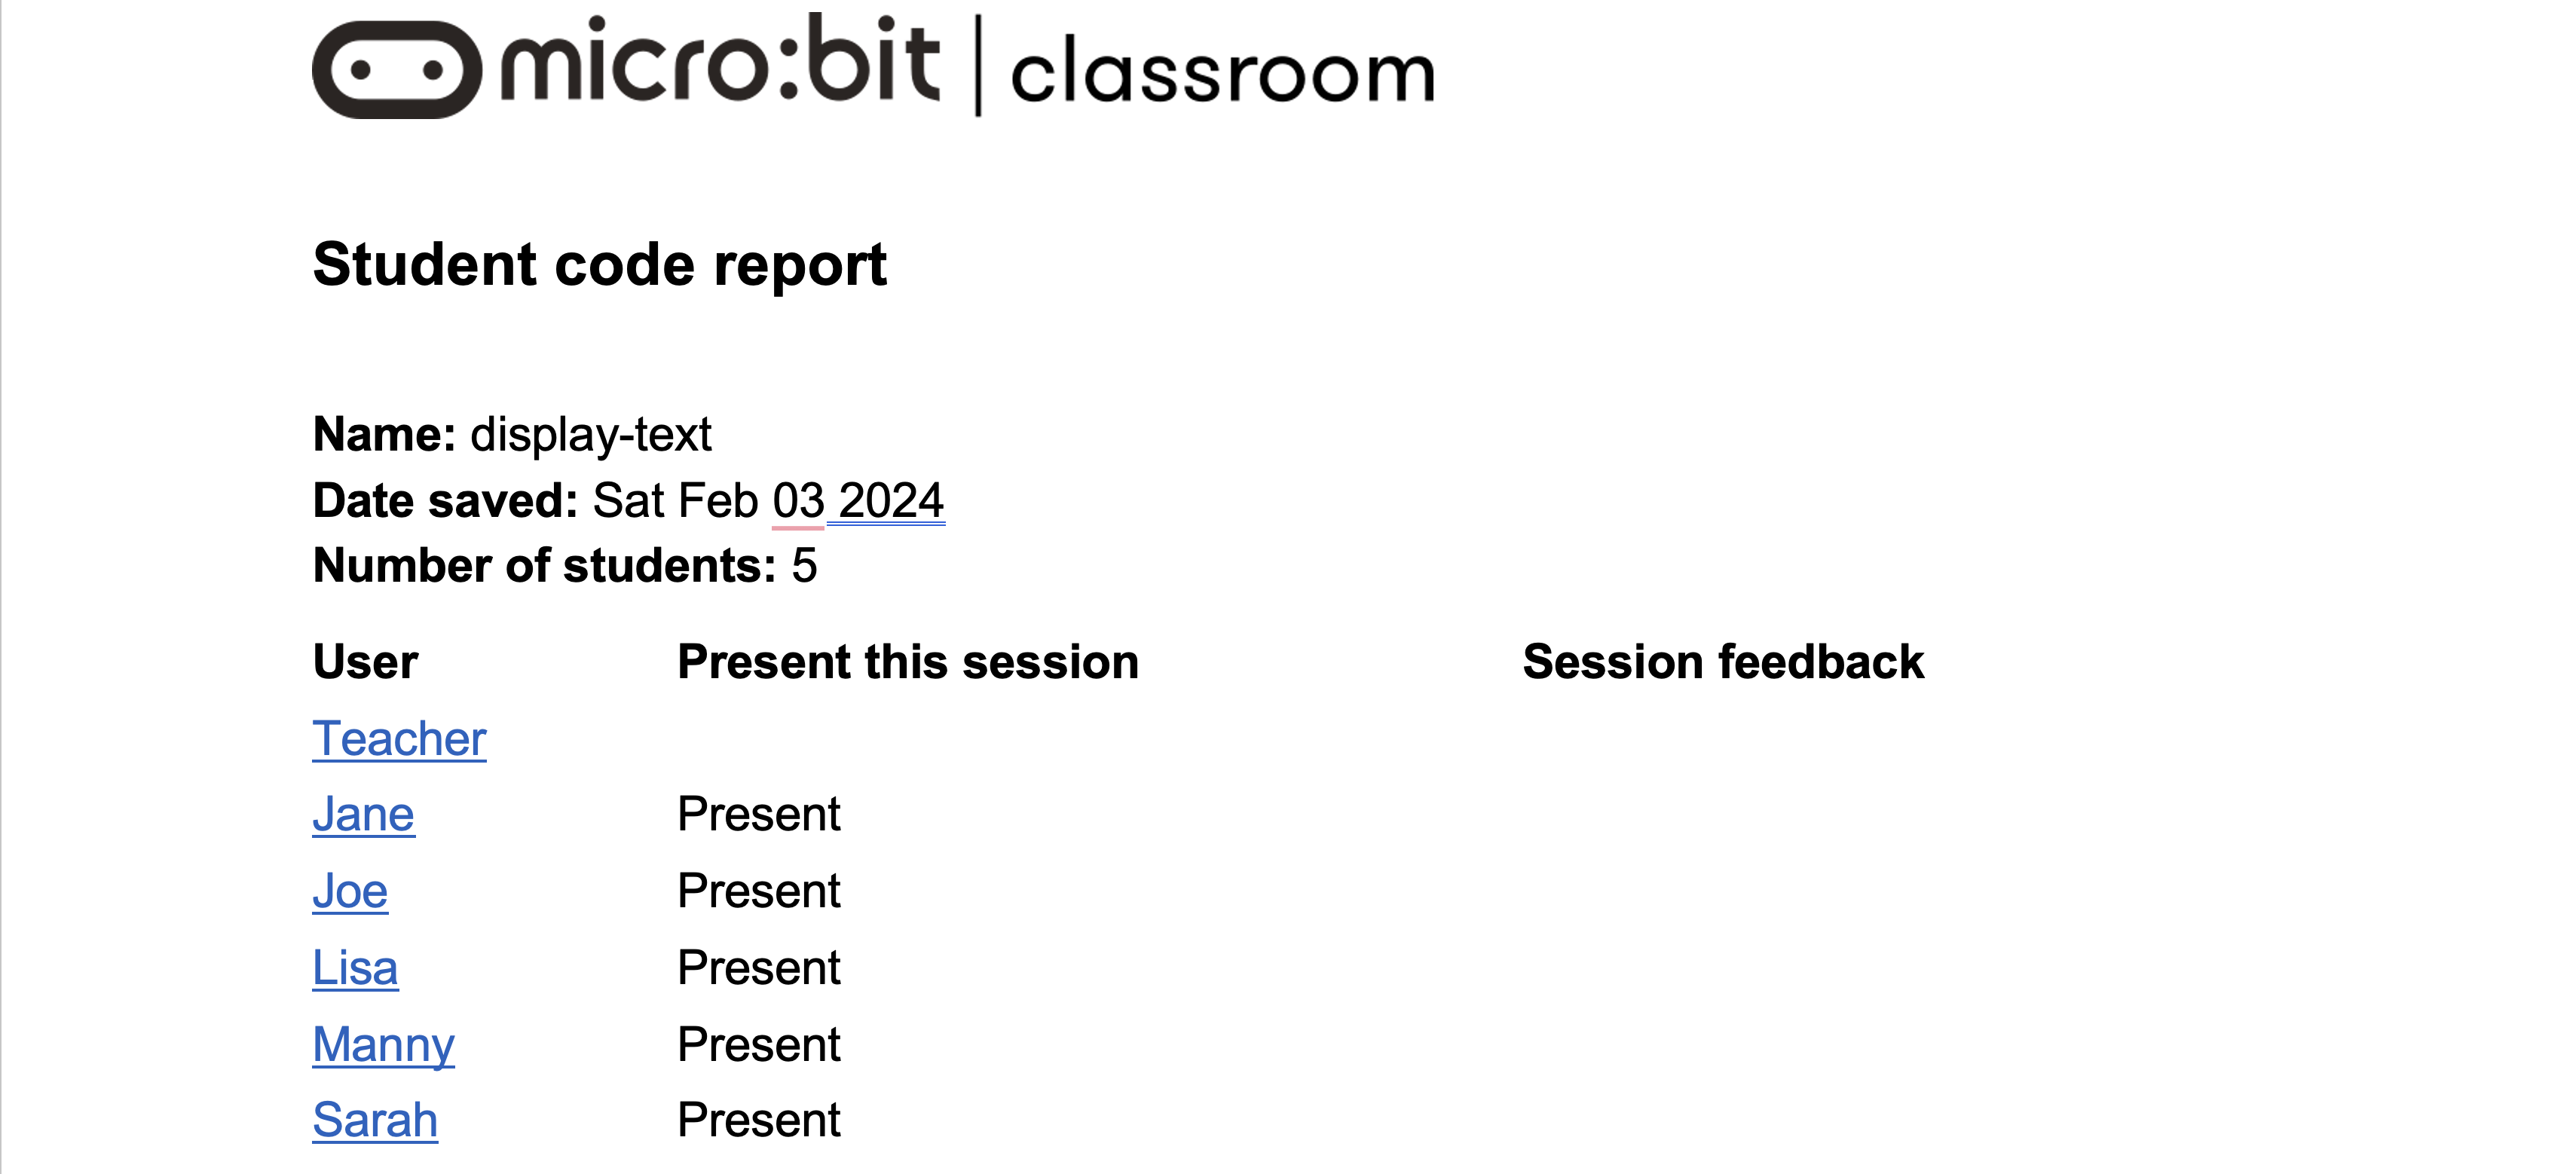 micro:bit | classroom
Student code report
Name: display-text
Date saved: Sat Feb 03 2024
Number of students: 5
User Present this session Session feedback
Teacher
Jane Present
Joe Present
Lisa Present
Manny Present
Sarah Present